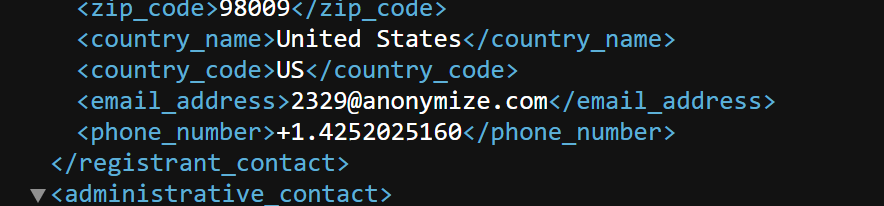 <zip_code>98009</zip_code>
<country_name>United States</country_name>
<country_code>US</country_code>
<email_address>2329@anonymize.com</email_address>
<phone_number>+1.4252025160</phone_number>
</registrant_contact>
▼<administrative_contact>